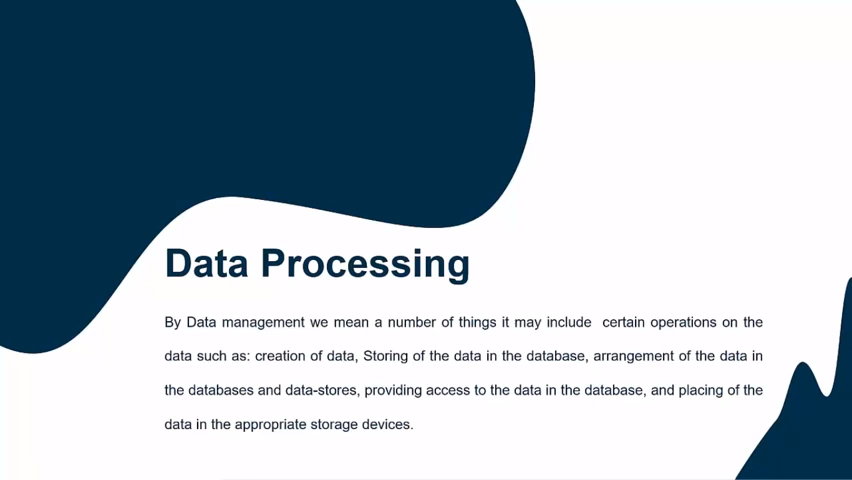 Data Processing
By Data management we mean a number of things it may include  certain operations on the
data such as: creation of data, Storing of the data in the database, arrangement of the data in
the databases and data-stores, providing access to the data in the database, and placing of the
data in the appropriate storage devices.